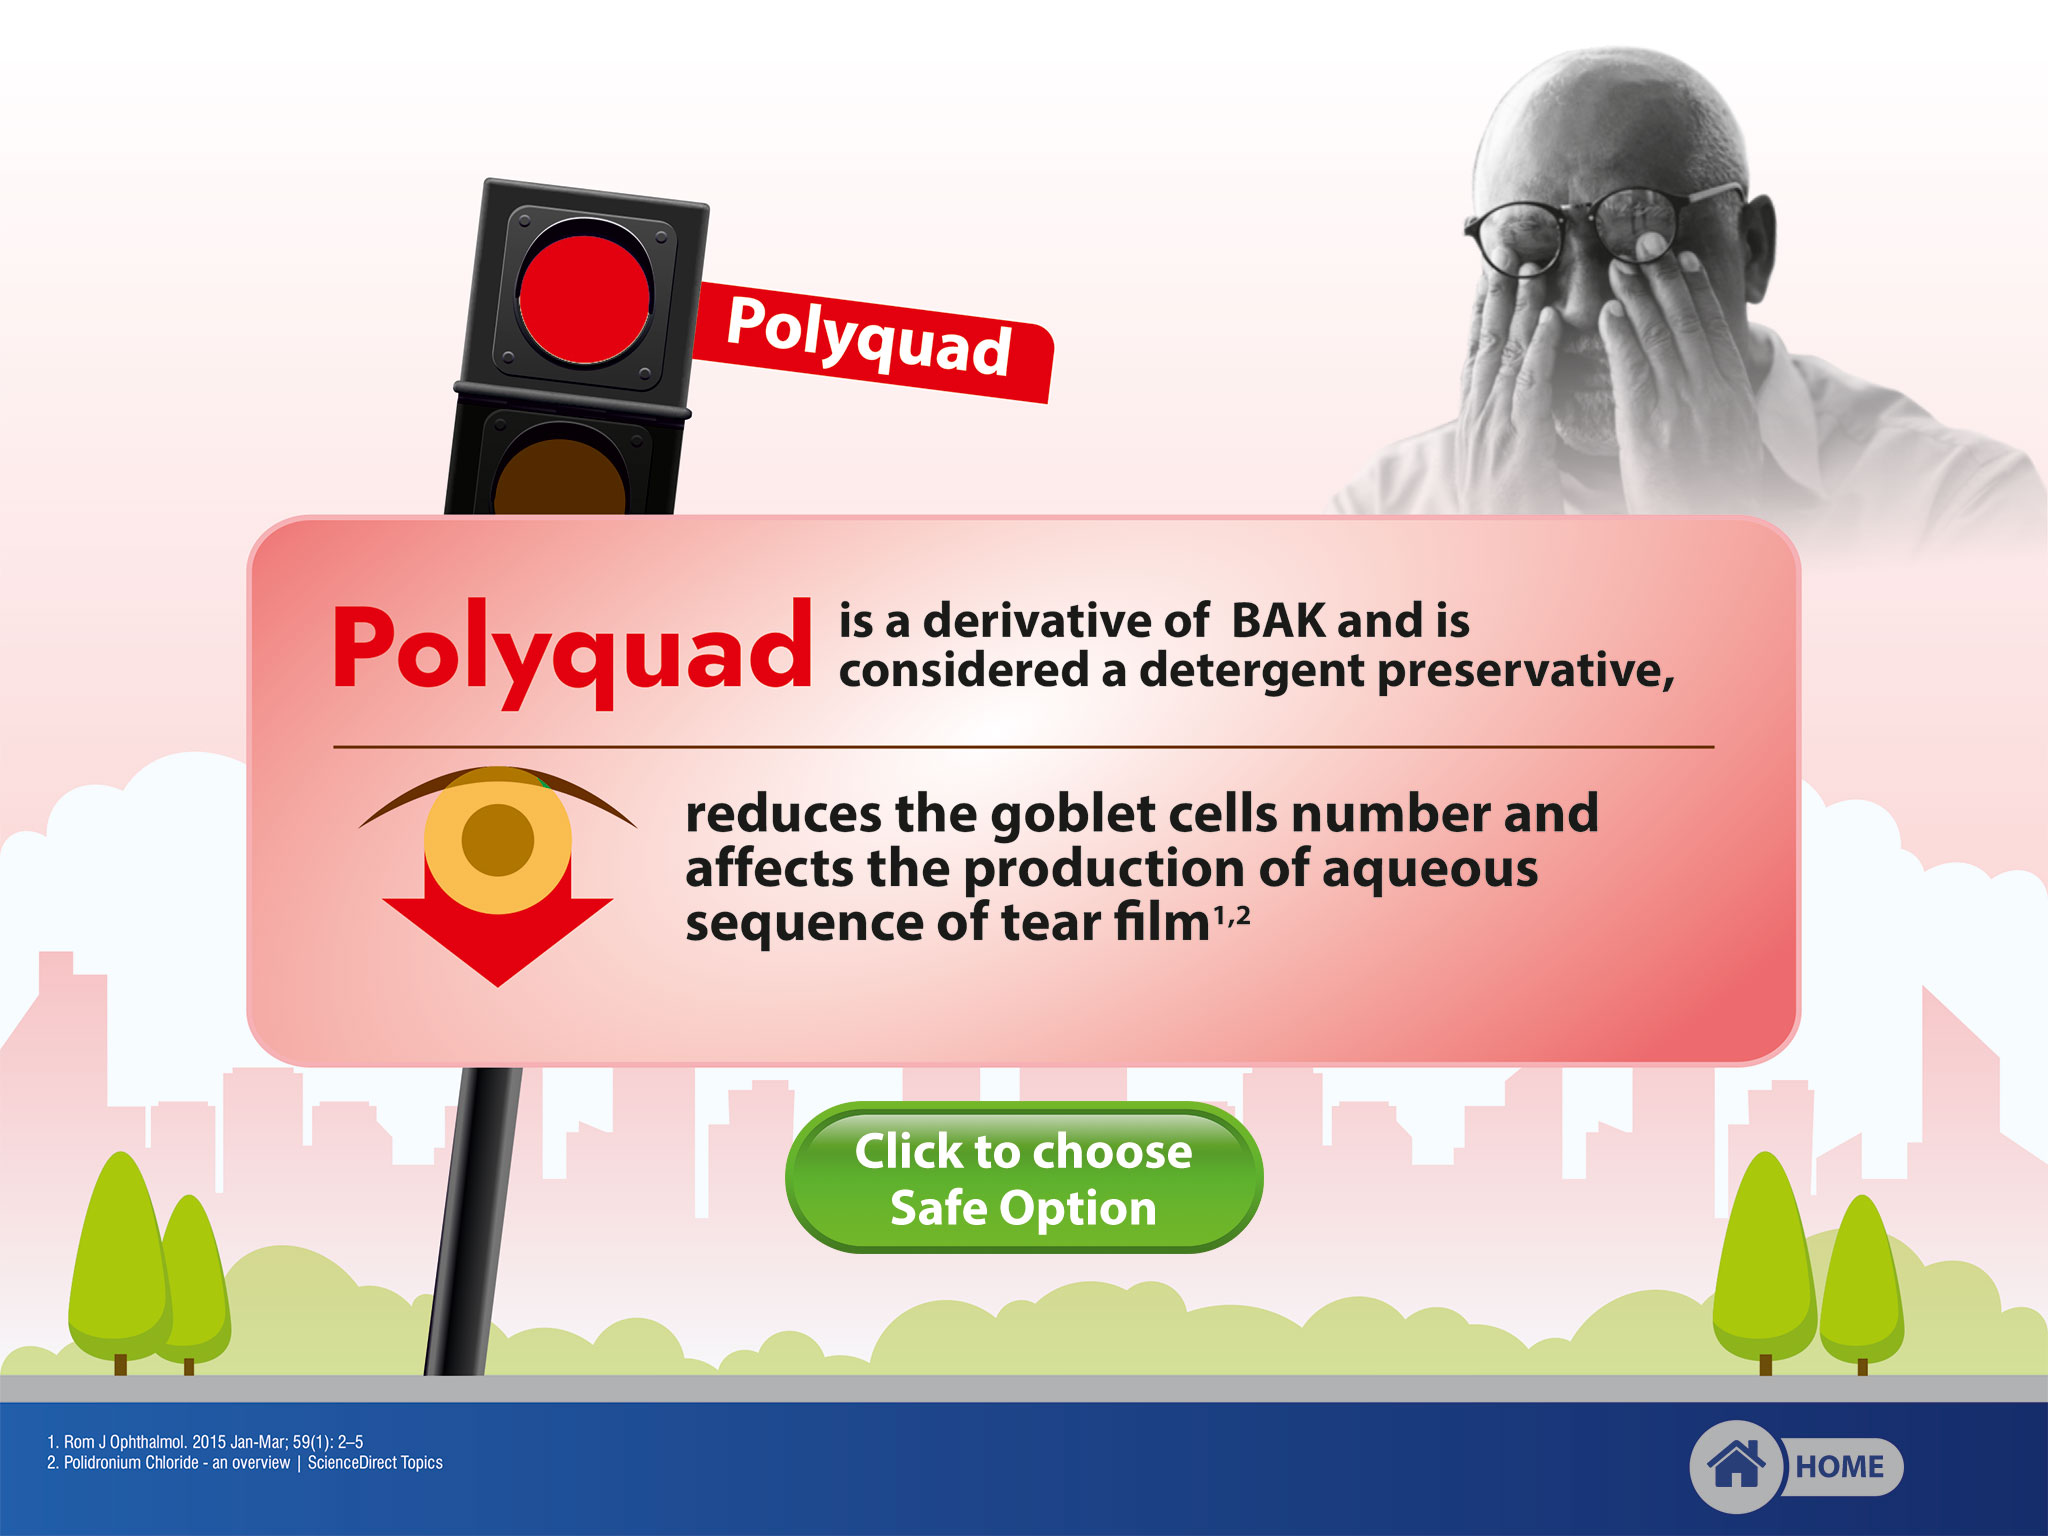 Polyquad
Polyquad
is a derivative of BAK and is
considered a detergent preservative,
reduces the goblet cells number and
affects the production of aqueous
sequence of tear film1,2
Click to choose
Safe Option
1. Rom J Ophthalmol. 2015 Jan-Mar; 59(1): 2–5
2. Polidronium Chloride - an overview | ScienceDirect Topics
HOME